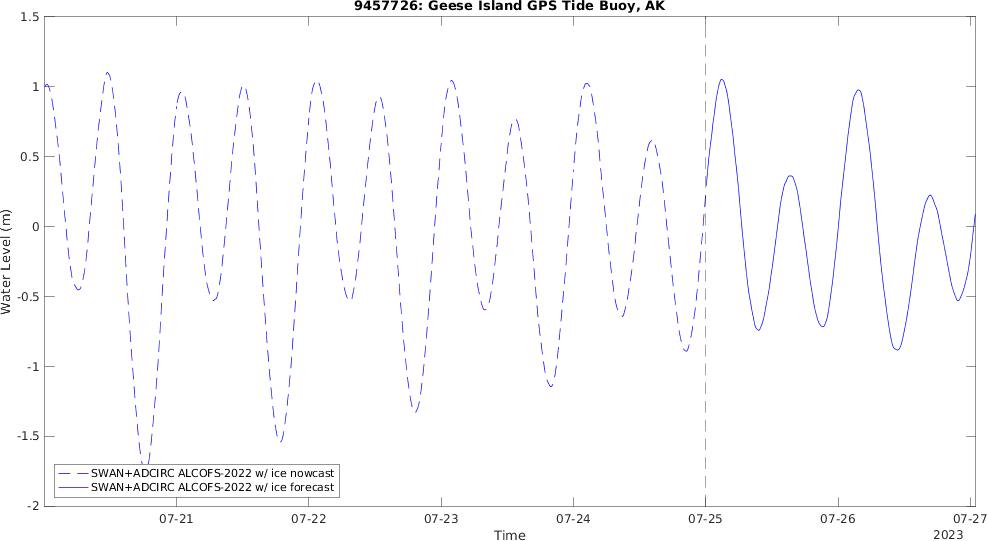 9457726: Geese Island GPS Tide Buoy, AK
1.5
1
0.5
0
-0.5
-1
-1.5
-2
Water Level (m)
SWAN+ADCIRC ALCOFS-2022 w/ ice nowcast
SWAN+ADCIRC ALCOFS-2022 w/ ice forecast
07-21 07-22 07-23 07-24 07-25 07-26 07-27
Time
2023